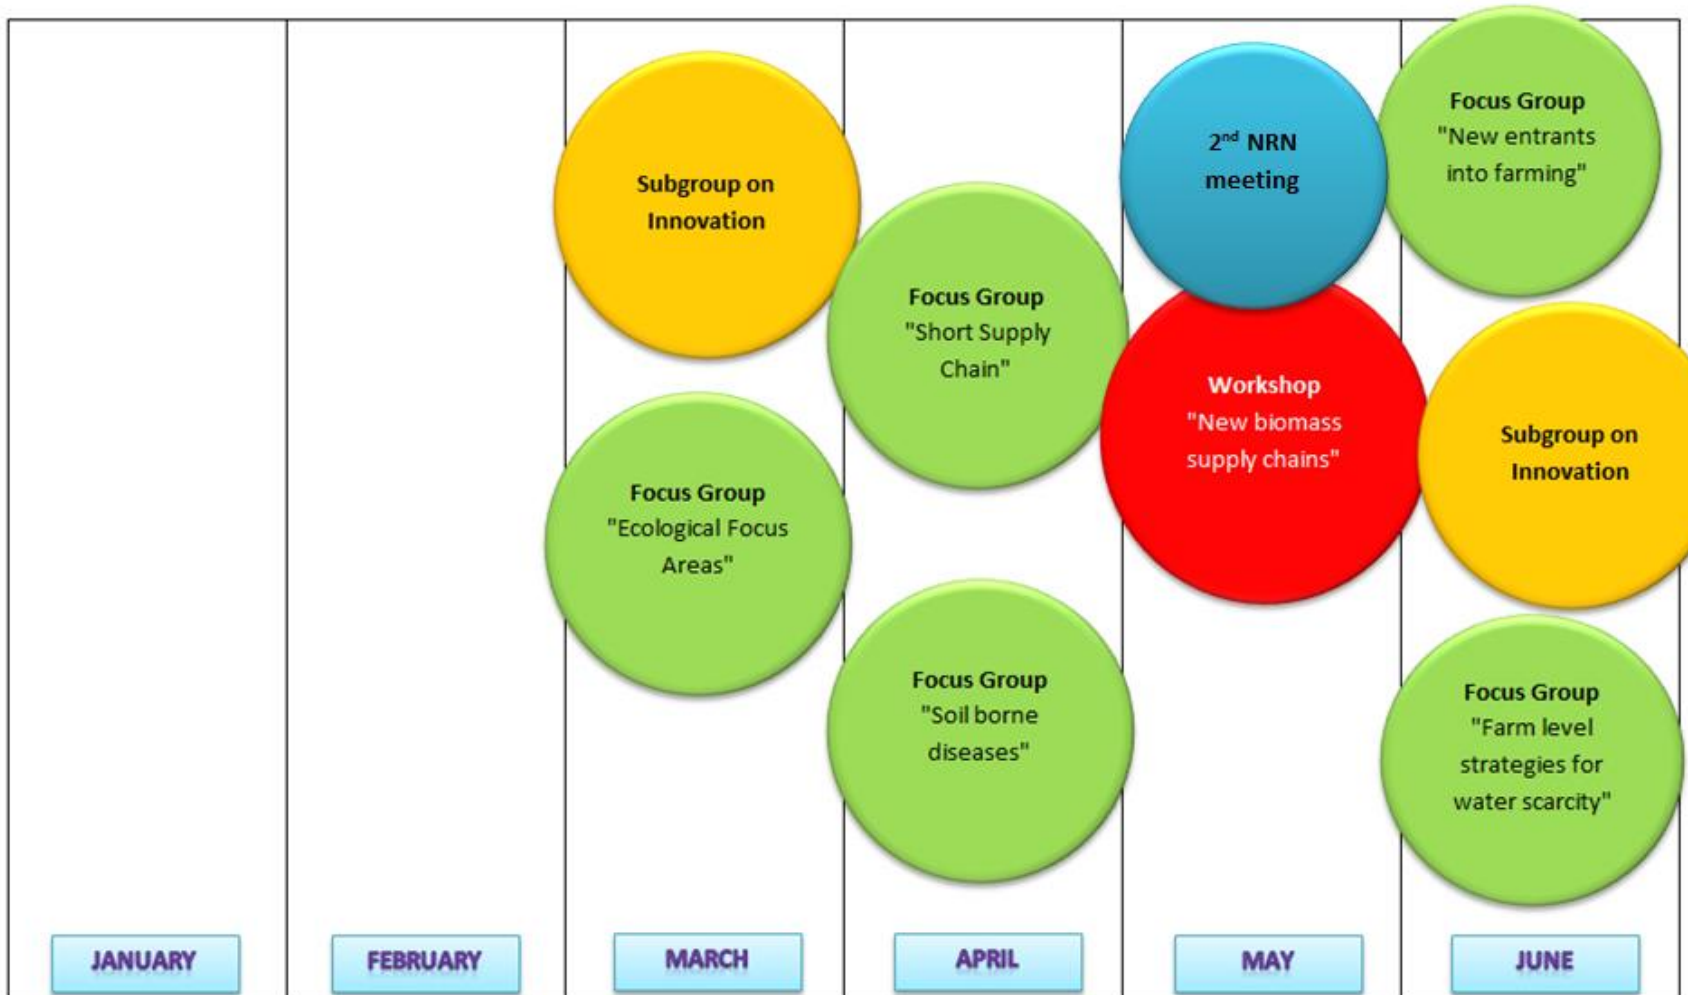 Subgroup on
Innovation
Focus Group
"Ecological Focus
Areas"
Focus Group
"Short Supply
Chain"
Focus Group
"Soil borne
diseases"
2nd NRN
meeting
Workshop
"New biomass
supply chains"
Focus Group
"New entrants
into farming"
Subgroup on
Innovation
Focus Group
"Farm level
strategies for
water scarcity"
JANUARY
FEBRUARY
MARCH
APRIL
MAY
JUNE